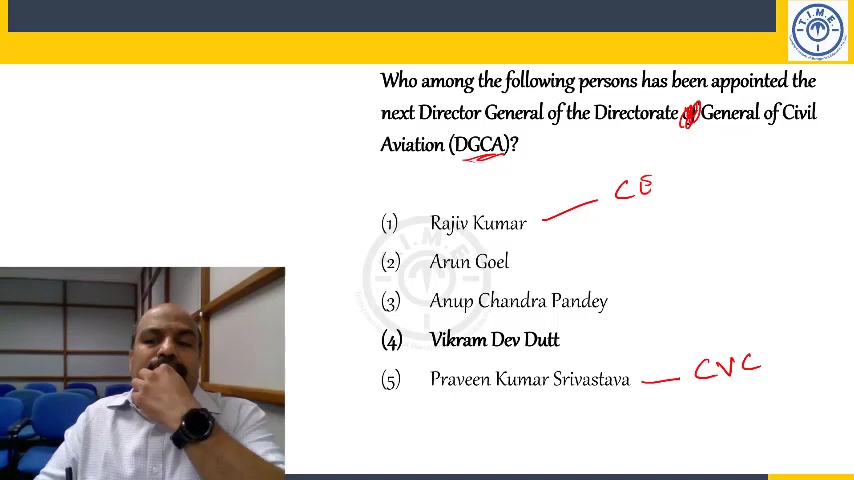 T.I.M.E.
Who among the following persons has been appointed the
next Director General of the Directorate General of Civil
Aviation (DGCA)?
CE
(1) Rajiv Kumar
(2) Arun Goel
(3) Anup Chandra Pandey
(4) Vikram Dev Dutt
(5) Praveen Kumar Srivastava
CVC